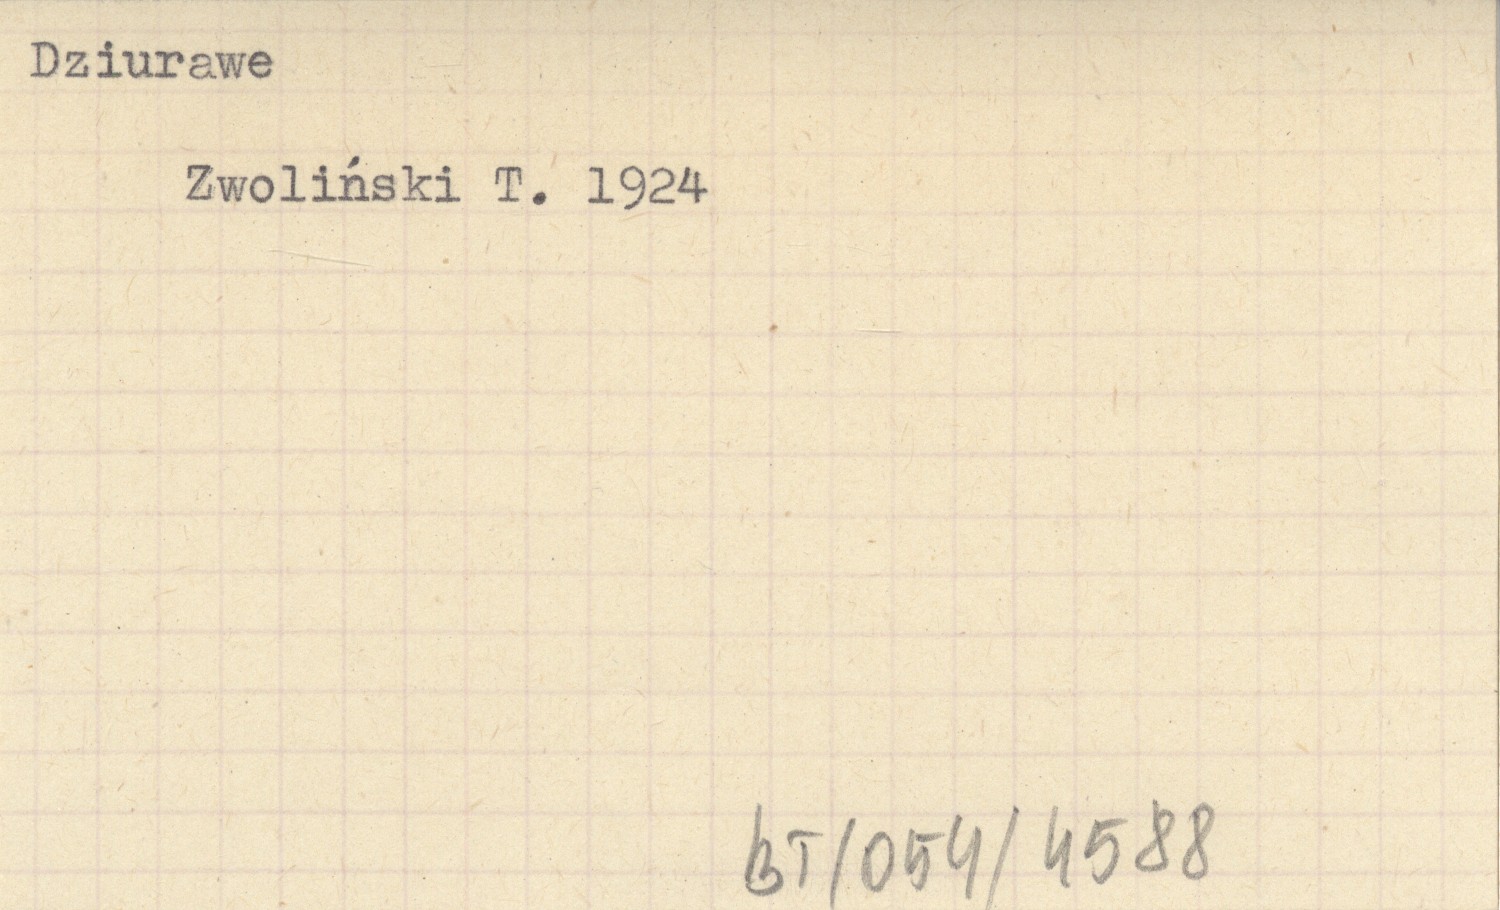 Dziurawe
Zwoliński T. 1924
BT/054/4588